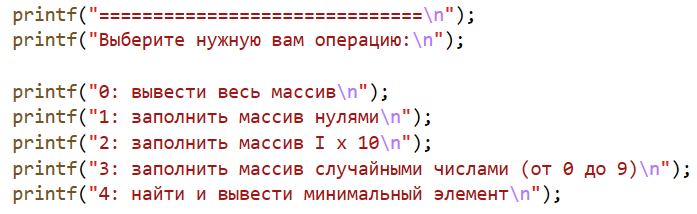 printf("==============================\n");
printf("Выберите нужную вам операцию:\n");
printf("0: вывести весь массив\n");
printf("1: заполнить массив нулями\n");
printf("2: заполнить массив I x 10\n");
printf("3: заполнить массив случайными числами (от 0 до 9)\n");
printf("4: найти и вывести минимальный элемент\n");